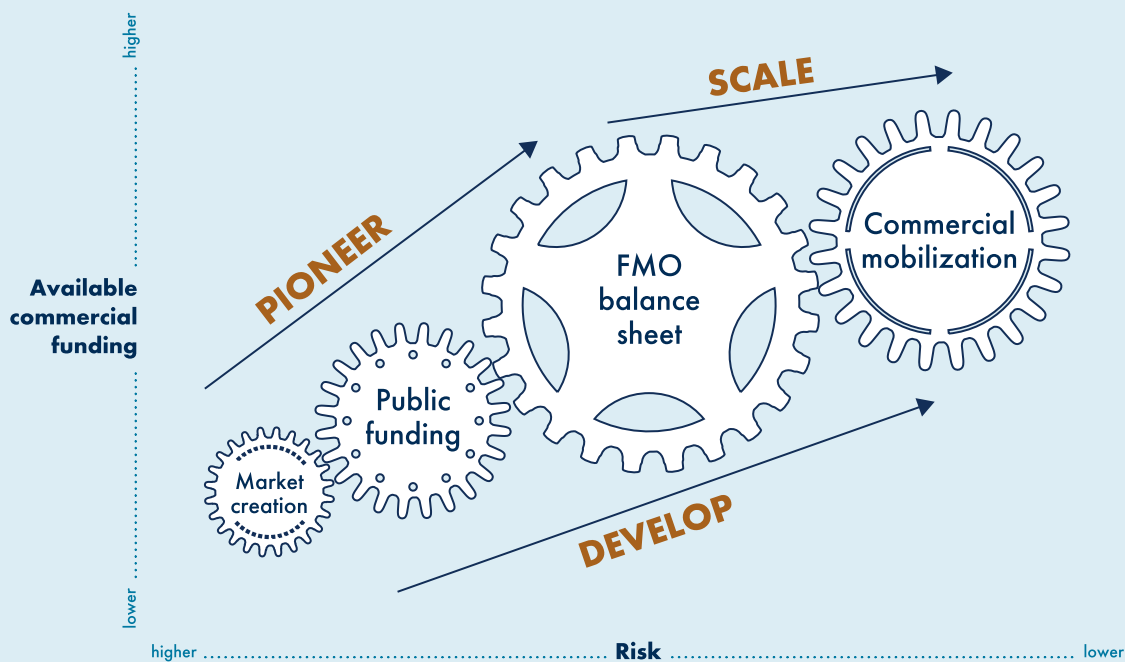 higher
SCALE
PIONEER
Commercial
mobilization
FMO
balance
sheet
Available
commercial
funding
Public
funding
Market
creation
DEVELOP
lower
higher
Risk
lower